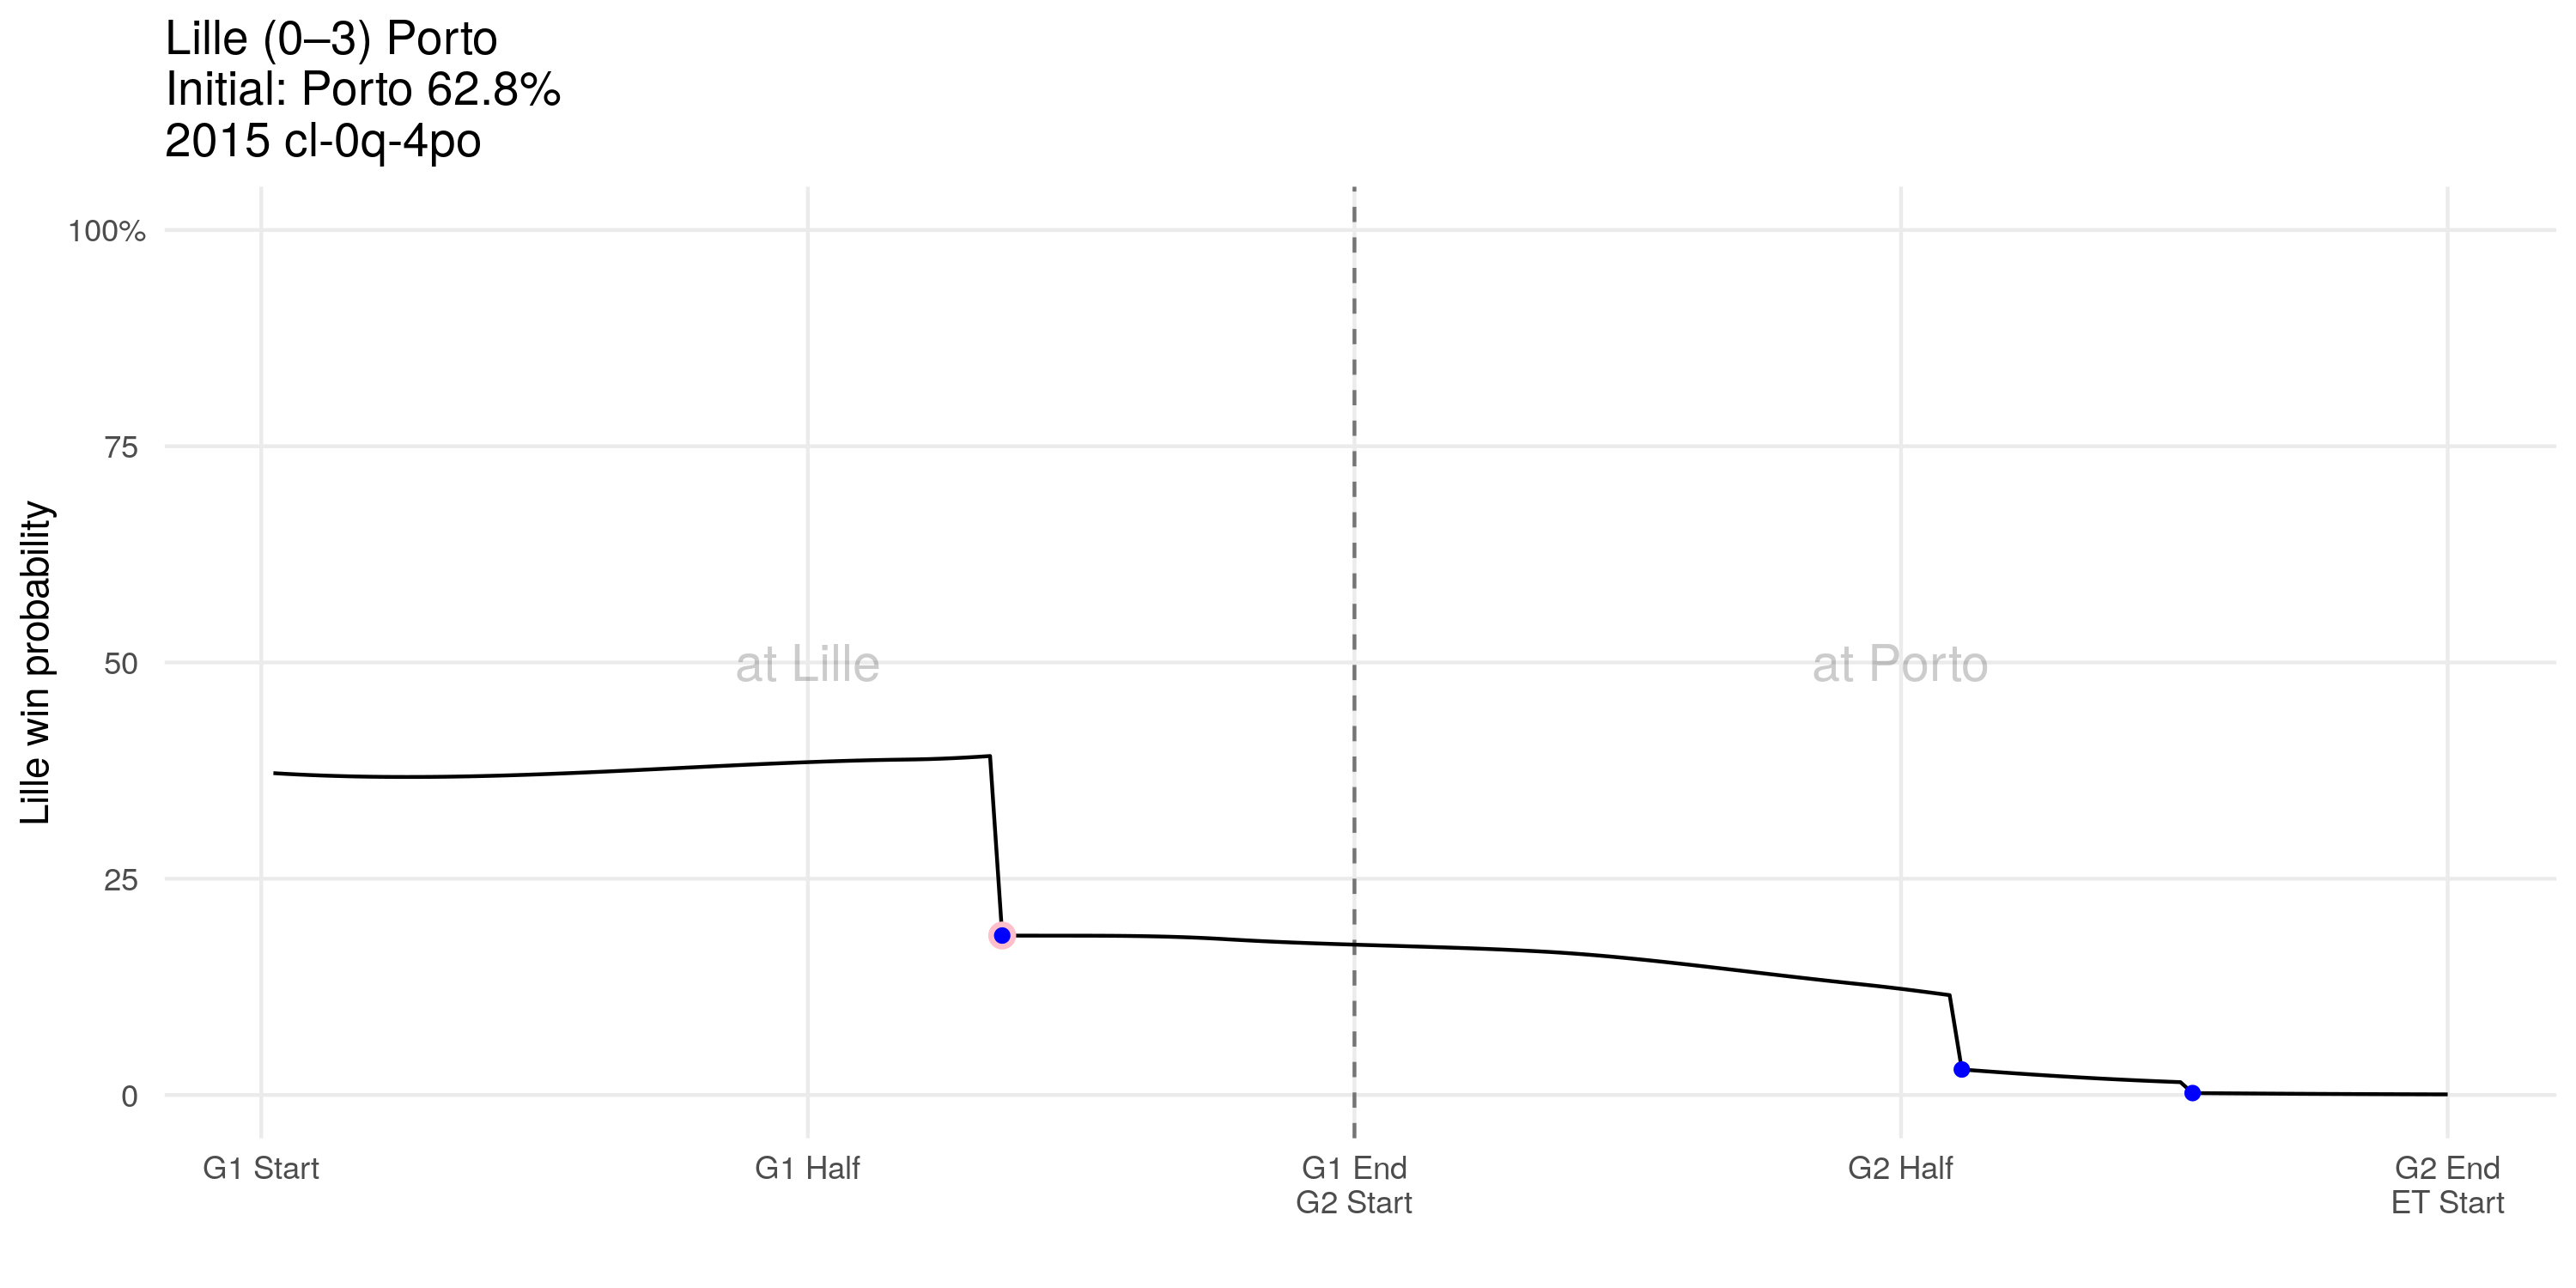 Lille (0–3) Porto
Initial: Porto 62.8%
2015 cl-0q-4po
Lille win probability
100%
75
50
25
0
at Lille
at Porto
G1 Start
G1 Half
G1 End
G2 Start
G2 Half
G2 End
ET Start